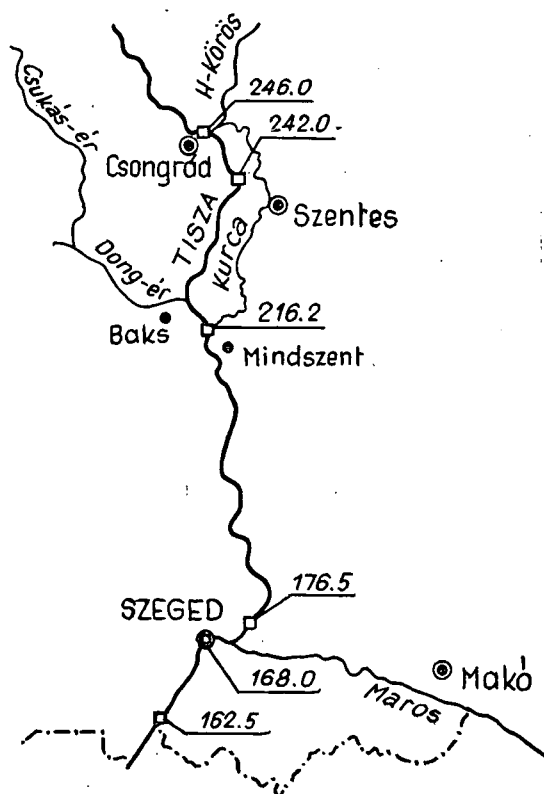 H-Körös
Csukás-ér
246.0
242.0
Csongrád
Szentes
TISZA
Kurca
Dong-ér
216.2
Baks
Mindszent
176.5
SZEGED
168.0
Makó
Maros
162.5